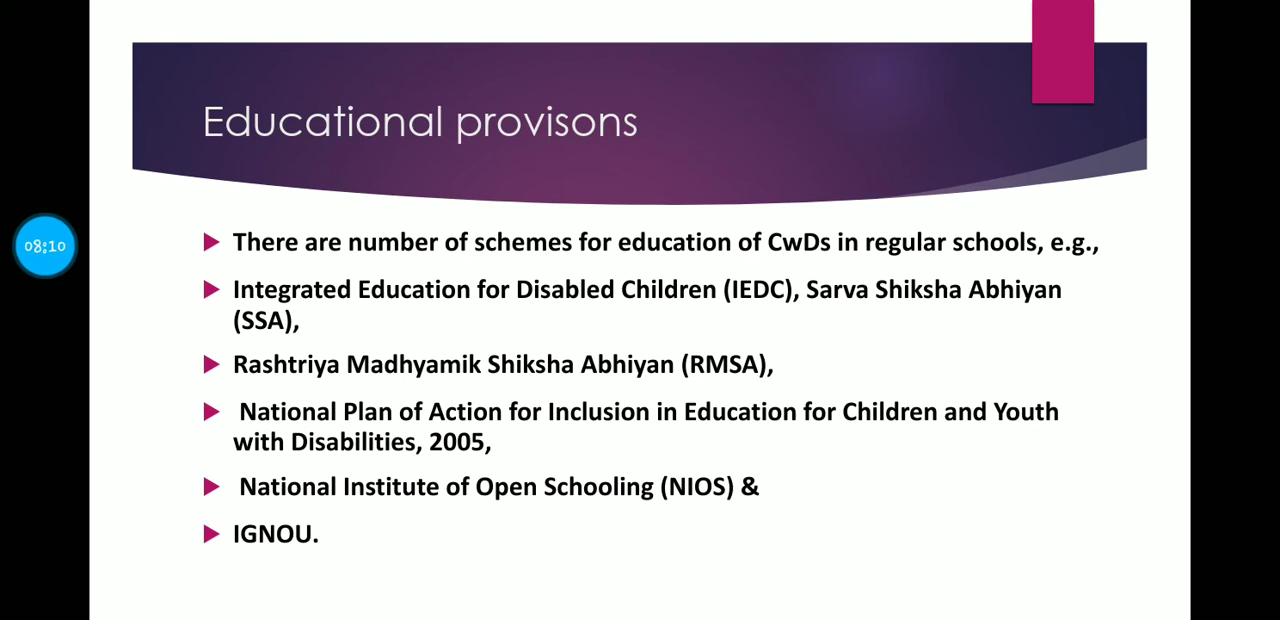 Educational provisons
08:10
There are number of schemes for education of CwDs in regular schools, e.g.,
Integrated Education for Disabled Children (IEDC), Sarva Shiksha Abhiyan
(SSA),
Rashtriya Madhyamik Shiksha Abhiyan (RMSA),
National Plan of Action for Inclusion in Education for Children and Youth
with Disabilities, 2005,
National Institute of Open Schooling (NIOS) &
IGNOU.